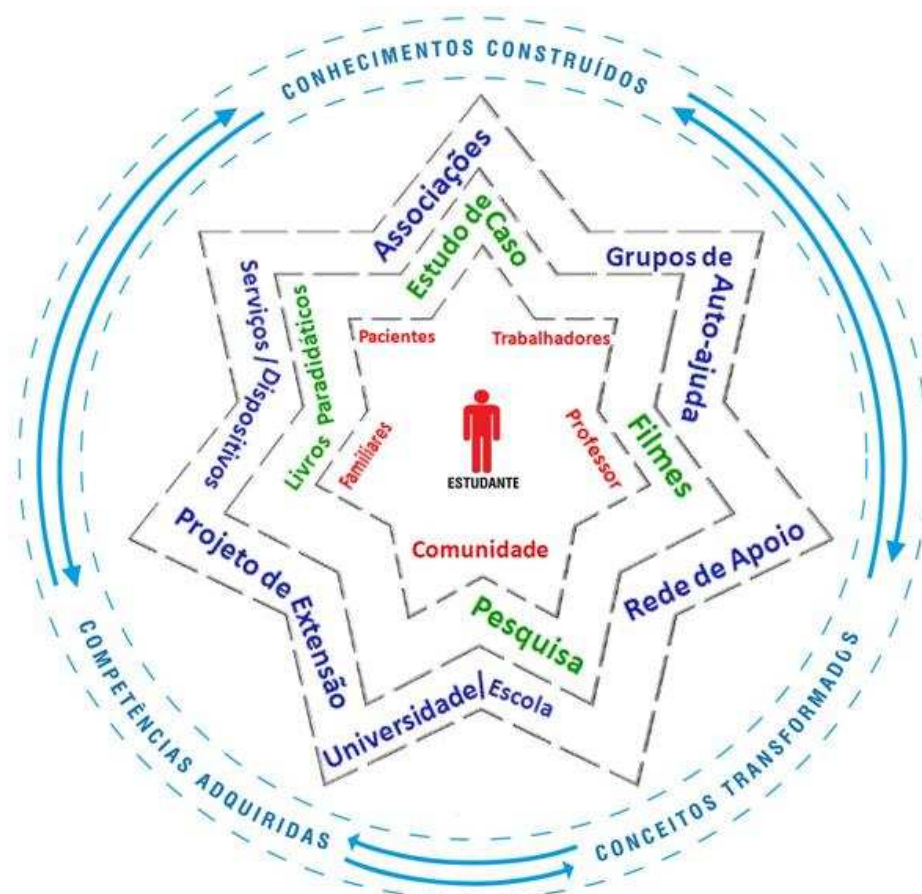 CONHECIMENTOS CONSTRUÍDOS
Associações
Estudo de
Caso
Grupos de
Auto-ajuda
Serviços / Dispositivos
Livros Paradidáticos
Pacientes
Trabalhadores
Familiares
Professor
ESTUDANTE
Filmes
Comunidade
Projeto de
Extensão
Rede de Apoio
Pesquisa
Universidade/Escola
COMPETÊNCIAS ADQUIRIDAS
CONCEITOS TRANSFORMADOS